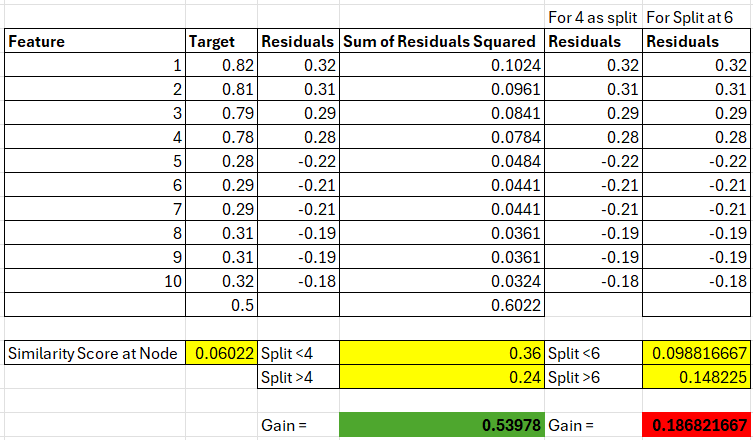 For 4 as split For Split at 6
Feature Target Residuals Sum of Residuals Squared Residuals Residuals
1 0.82 0.32 0.1024 0.32 0.32
2 0.81 0.31 0.0961 0.31 0.31
3 0.79 0.29 0.0841 0.29 0.29
4 0.78 0.28 0.0784 0.28 0.28
5 0.28 -0.22 0.0484 -0.22 -0.22
6 0.29 -0.21 0.0441 -0.21 -0.21
7 0.29 -0.21 0.0441 -0.21 -0.21
8 0.31 -0.19 0.0361 -0.19 -0.19
9 0.31 -0.19 0.0361 -0.19 -0.19
10 0.32 -0.18 0.0324 -0.18 -0.18
0.5 0.6022
Similarity Score at Node 0.06022 Split <4 0.36 Split <6 0.098816667
Split >4 0.24 Split >6 0.148225
Gain = 0.53978 Gain = 0.186821667